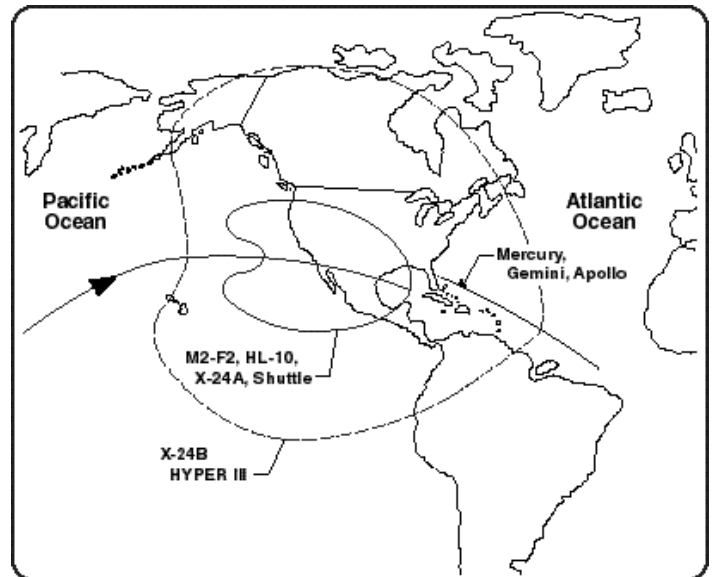 Pacific
Ocean
Atlantic
Ocean
Mercury,
Gemini, Apollo
M2-F2, HL-10,
X-24A, Shuttle
X-24B
HYPER III